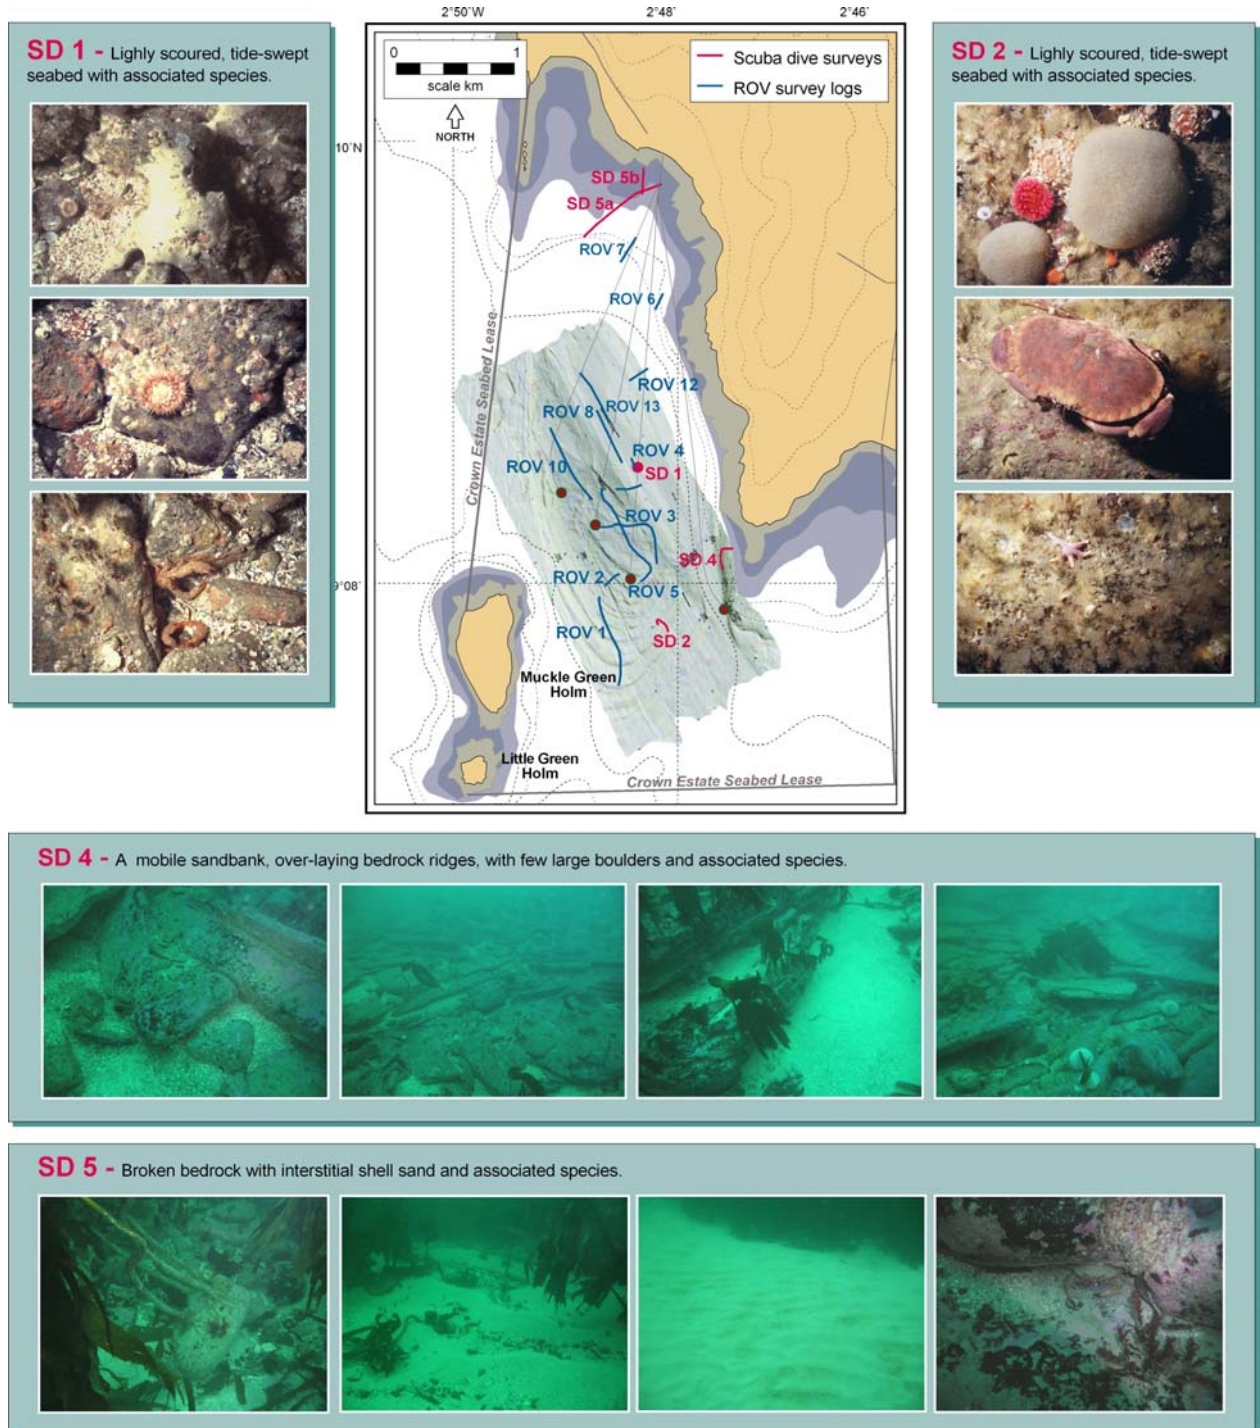 SD 1 - Lighly scoured, tide-swept
seabed with associated species.
2°50'W
2°48'
2°46'
0 1
scale km
NORTH
Scuba dive surveys
ROV survey logs
10'N
SD 5b
SD 5a
ROV 7
ROV 6
Crown Estate Seabed Lease
ROV 12
ROV 8
ROV 13
ROV 4
ROV 10
SD 1
ROV 3
SD 4
9°08'
ROV 2
ROV 5
ROV 1
SD 2
Muckle Green
Holm
Little Green
Holm
Crown Estate Seabed Lease
SD 2 - Lighly scoured, tide-swept
seabed with associated species.
SD 4 - A mobile sandbank, over-laying bedrock ridges, with few large boulders and associated species.
SD 5 - Broken bedrock with interstitial shell sand and associated species.